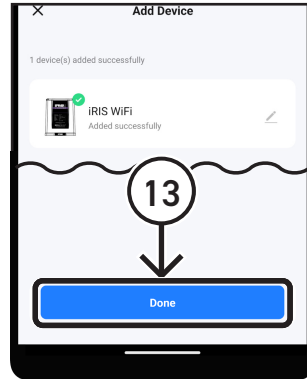 Add Device
1 device(s) added successfully
iRIS WiFi
Added successfully
13
Done